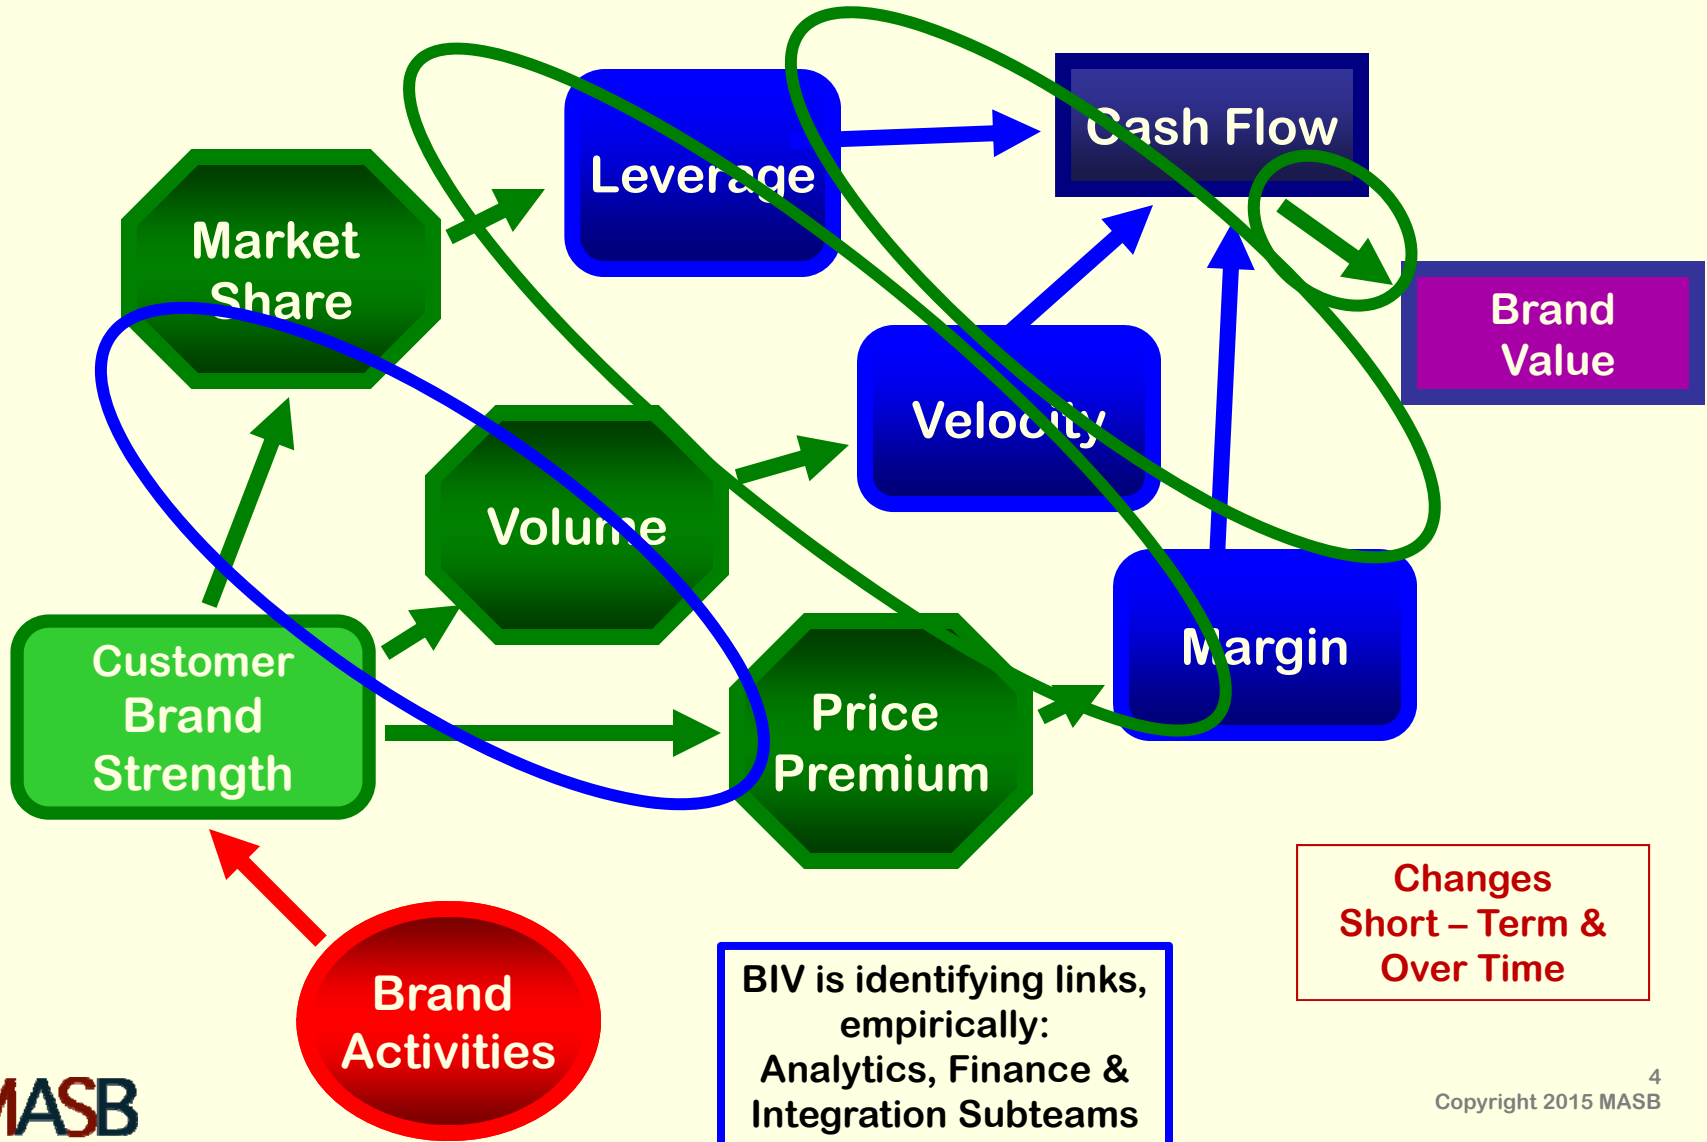 Cash Flow
Leverage
Market
Share
Brand
Value
Velocity
Volume
Margin
Customer
Brand
Strength
Price
Premium
Changes
Short – Term &
Over Time
Brand
Activities
BIV is identifying links,
empirically:
Analytics, Finance &
Integration Subteams
MASB
4
Copyright 2015 MASB